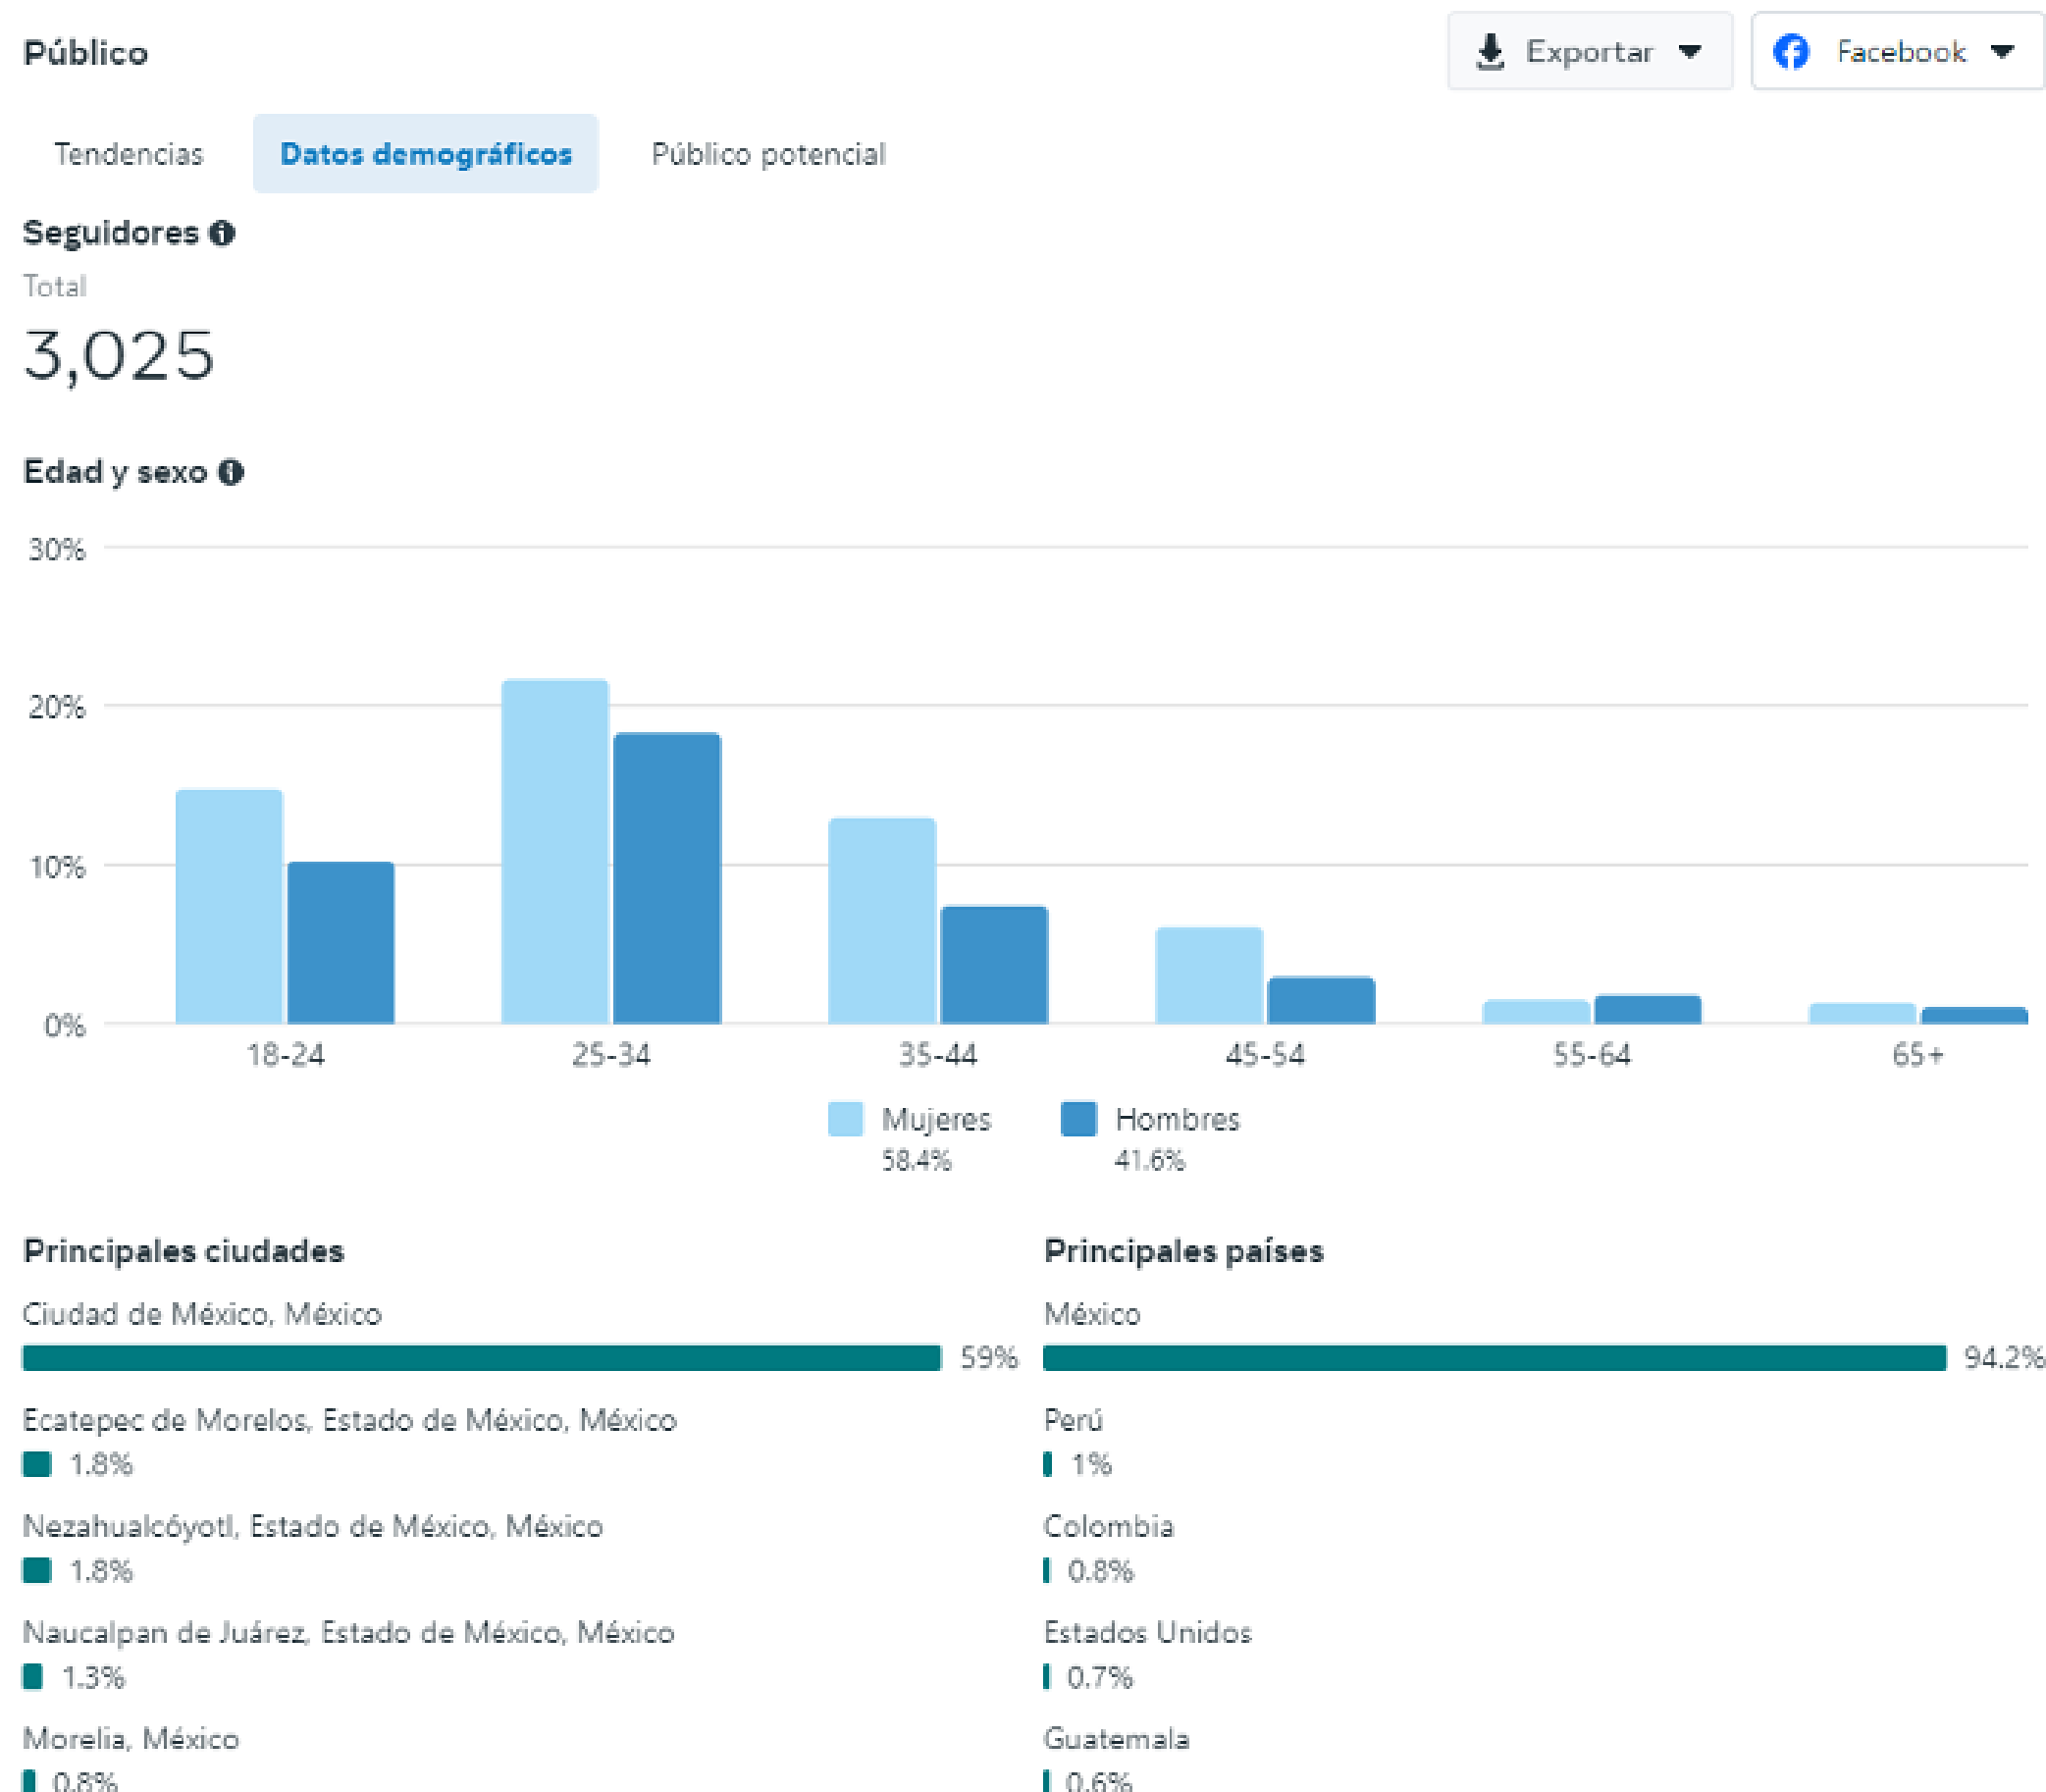 Público
Exportar
Facebook
Tendencias
Datos demográficos
Público potencial
Seguidores
Total
3,025
Edad y sexo
30%
20%
10%
0%
18-24
25-34
35-44
45-54
55-64
65+
Mujeres
58.4%
Hombres
41.6%
Principales ciudades
Ciudad de México, México
59%
Ecatepec de Morelos, Estado de México, México
1.8%
Nezahualcóyotl, Estado de México, México
1.8%
Naucalpan de Juárez, Estado de México, México
1.3%
Morelia, México
0.8%
Principales países
México
94.2%
Perú
1%
Colombia
0.8%
Estados Unidos
0.7%
Guatemala
0.6%